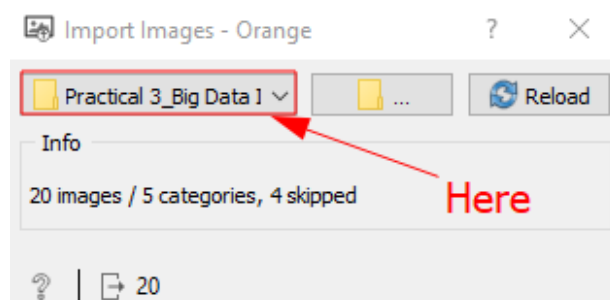 Import Images - Orange ? ×
Practical 3_Big Data I ... Reload
Info
20 images / 5 categories, 4 skipped
Here
? 20